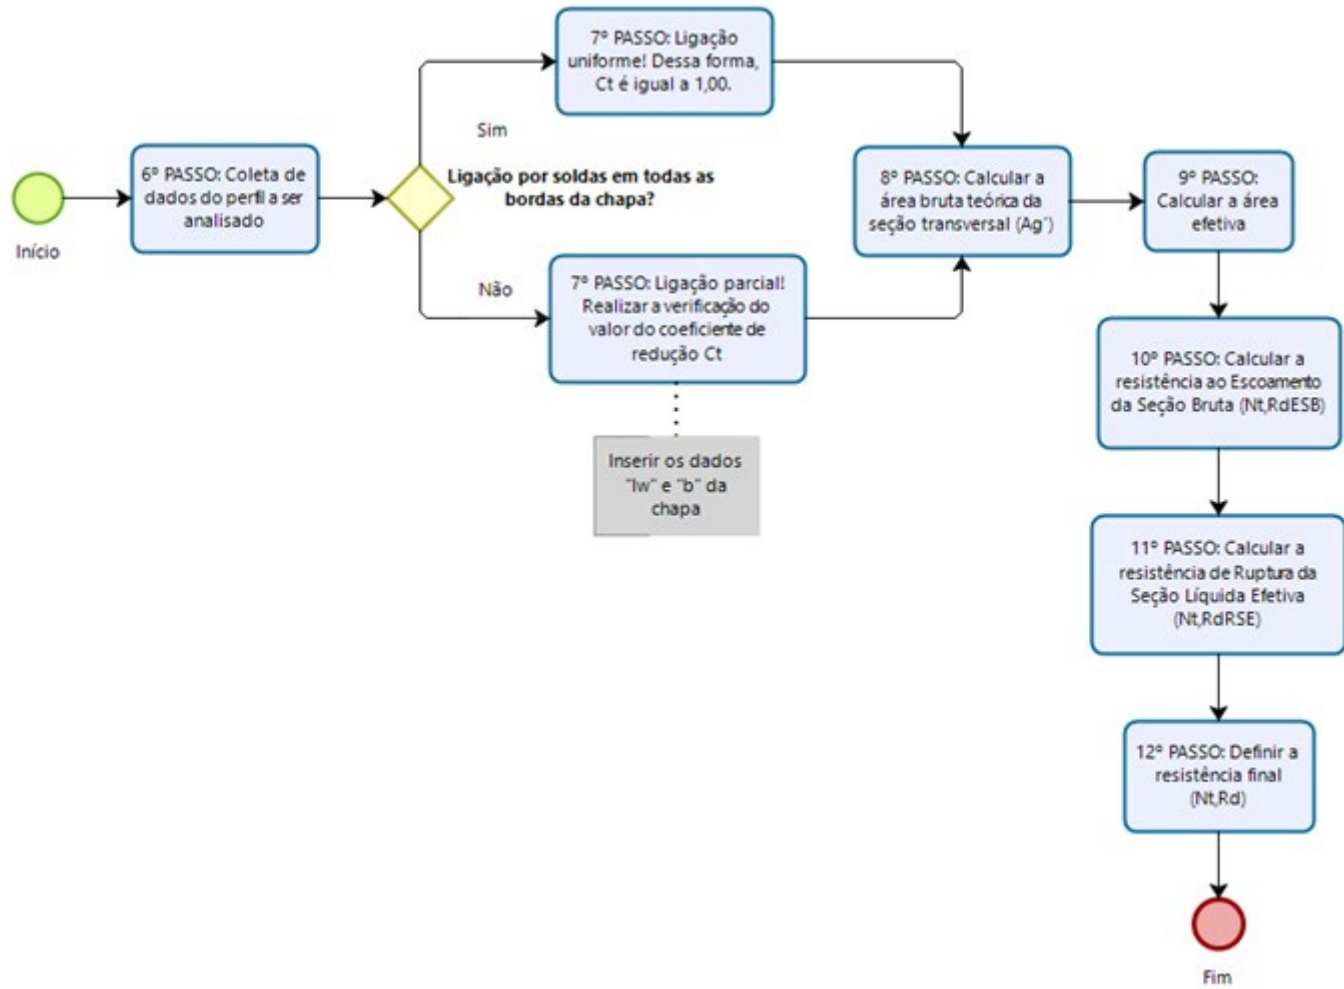 7º PASSO: Ligação
uniforme! Dessa forma,
Ct é igual a 1,00.
Sim
6º PASSO: Coleta de
dados do perfil a ser
analisado
Início
Ligação por soldas em todas as
bordas da chapa?
8º PASSO: Calcular a
área bruta teórica da
seção transversal (Ag´)
9º PASSO:
Calcular a área
efetiva
Não
7º PASSO: Ligação parcial!
Realizar a verificação do
valor do coeficiente de
redução Ct
Inserir os dados
"lw" e "b" da
chapa
10º PASSO: Calcular a
resistência ao Escoamento
da Seção Bruta (Nt,RdESB)
11º PASSO: Calcular a
resistência de Ruptura da
Seção Líquida Efetiva
(Nt,RdRSE)
12º PASSO: Definir a
resistência final
(Nt,Rd)
Fim